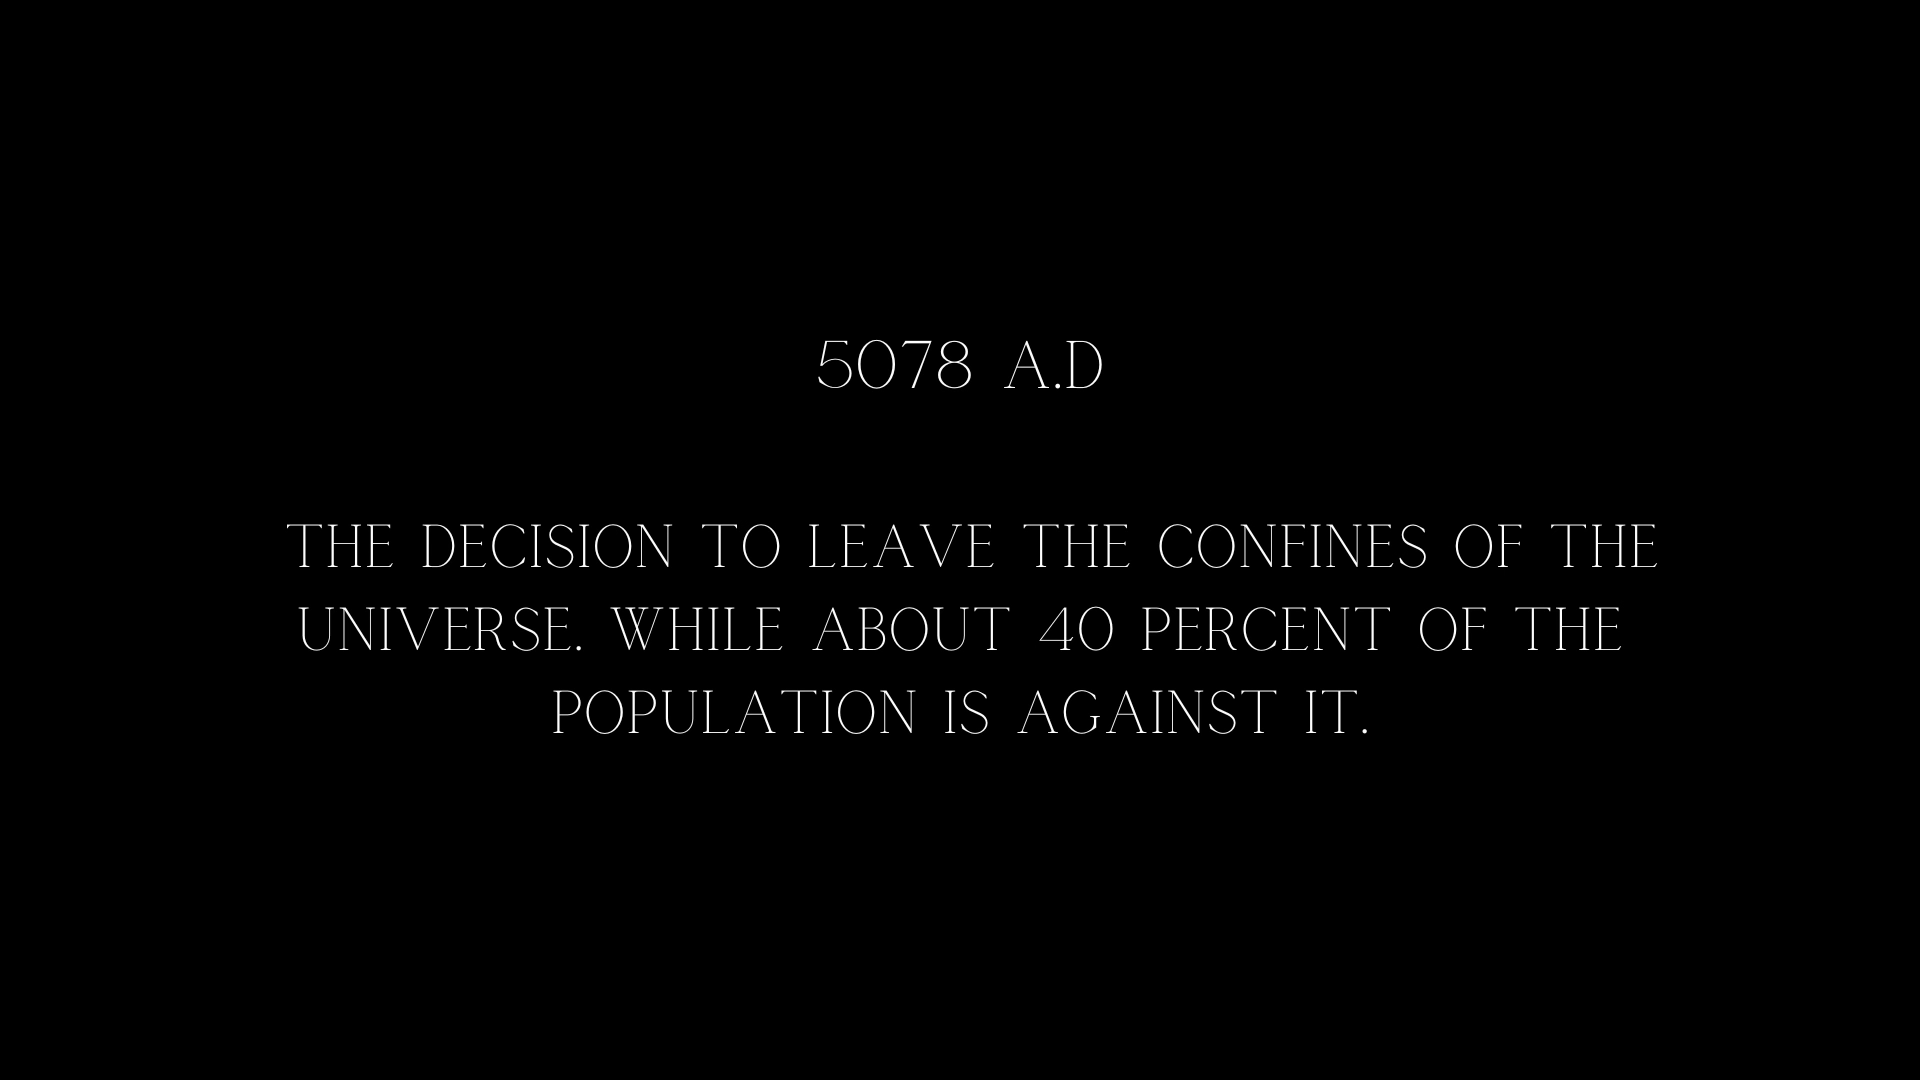 5078 A.D
THE DECISION TO LEAVE THE CONFINES OF THE
UNIVERSE. WHILE ABOUT 40 PERCENT OF THE
POPULATION IS AGAINST IT.